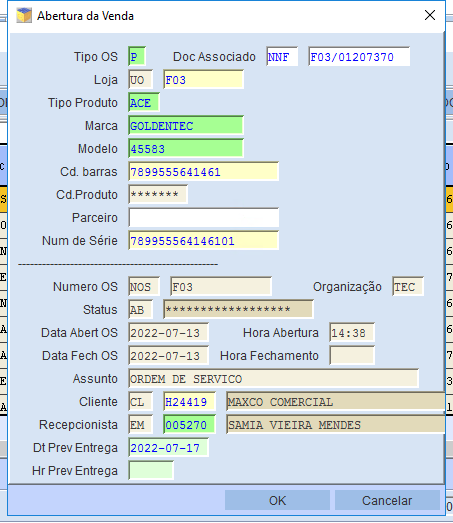 Abertura da Venda
Tipo OS P Doc Associado NNF F03/01207370
Loja UO F03
Tipo Produto ACE
Marca GOLDENTEC
Modelo 45583
Cd. barras 7899555641461
Cd.Produto *******
Parceiro
Num de Série 789955564146101
Numero OS NOS F03 Organização TEC
Status AB *****************
Data Abert OS 2022-07-13 Hora Abertura 14:38
Data Fech OS 2022-07-13 Hora Fechamento
Assunto ORDEM DE SERVICO
Cliente CL H24419 MAXCO COMERCIAL
Recepcionista EM 005270 SAMIA VIEIRA MENDES
Dt Prev Entrega 2022-07-17
Hr Prev Entrega
OK Cancelar